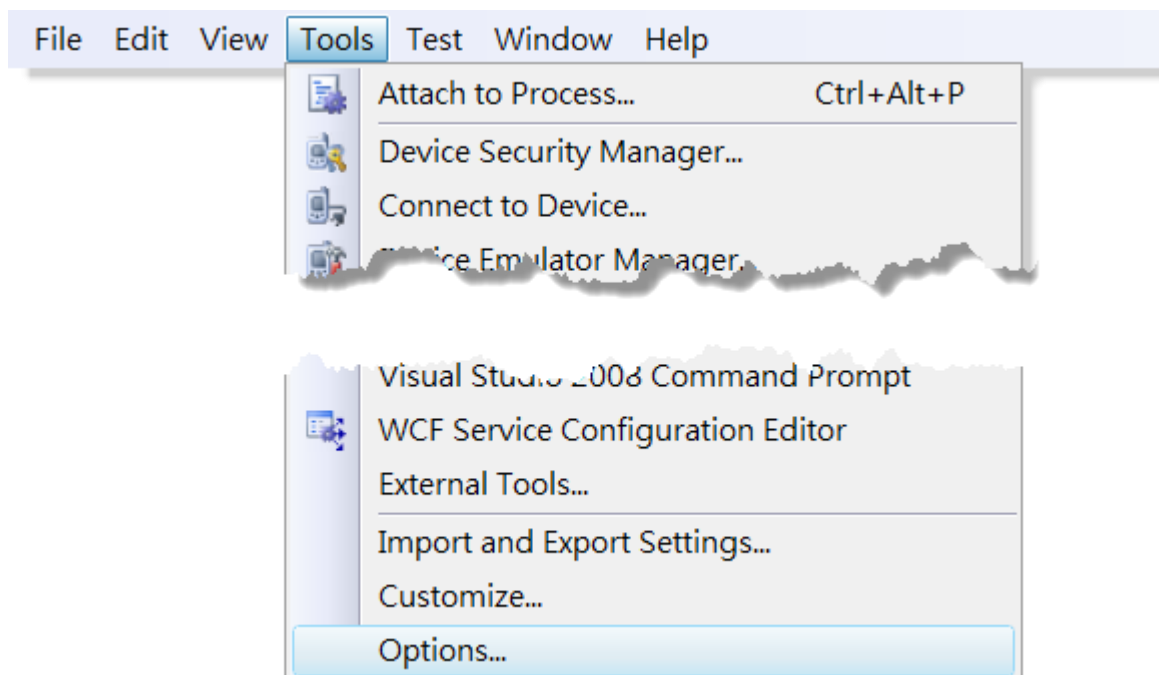 File Edit View Tools Test Window Help
Attach to Process... Ctrl+Alt+P
Device Security Manager...
Connect to Device...
Device Emulator Manager.
Visual Studio 2008 Command Prompt
WCF Service Configuration Editor
External Tools...
Import and Export Settings...
Customize...
Options...